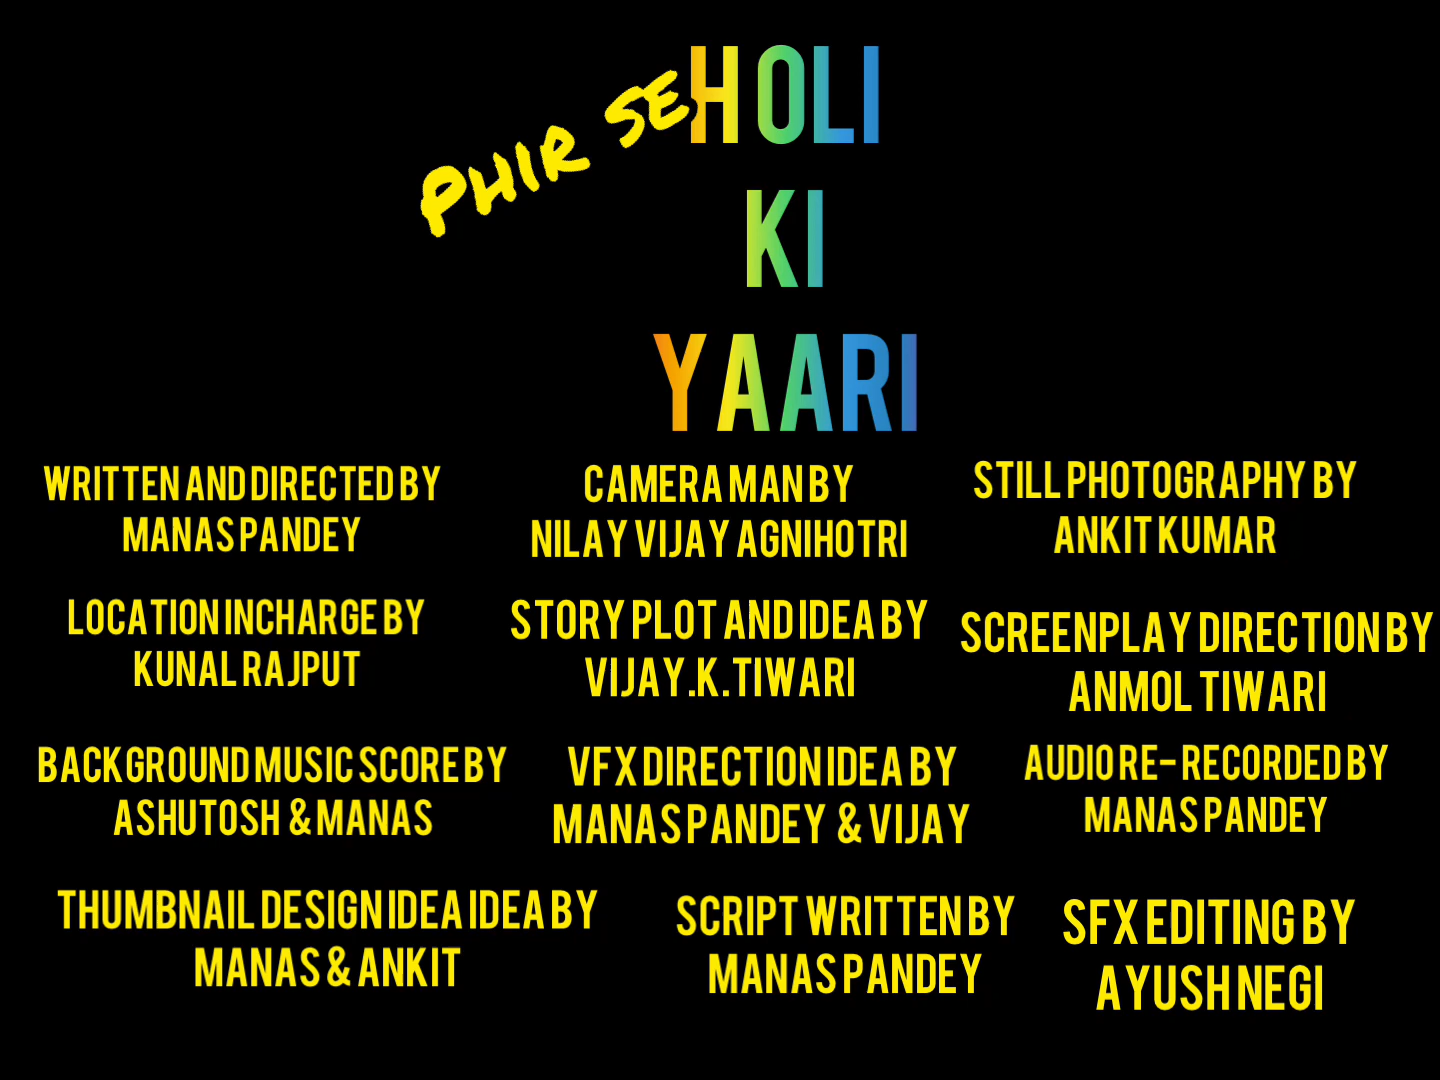 PHIR SE
HOLI
KI
YAARI
WRITTEN AND DIRECTED BY
MANAS PANDEY
CAMERA MAN BY
NILAY VIJAY AGNIHOTRI
STILL PHOTOGRAPHY BY
ANKIT KUMAR
LOCATION INCHARGE BY
KUNAL RAJPUT
STORY PLOT AND IDEA BY
VIJAY.K.TIWARI
SCREENPLAY DIRECTION BY
ANMOL TIWARI
BACKGROUND MUSIC SCORE BY
ASHUTOSH & MANAS
VFX DIRECTION IDEA BY
MANAS PANDEY & VIJAY
AUDIO RE- RECORDED BY
MANAS PANDEY
THUMBNAIL DESIGN IDEA IDEA BY
MANAS & ANKIT
SCRIPT WRITTEN BY
MANAS PANDEY
SFX EDITING BY
AYUSH NEGI